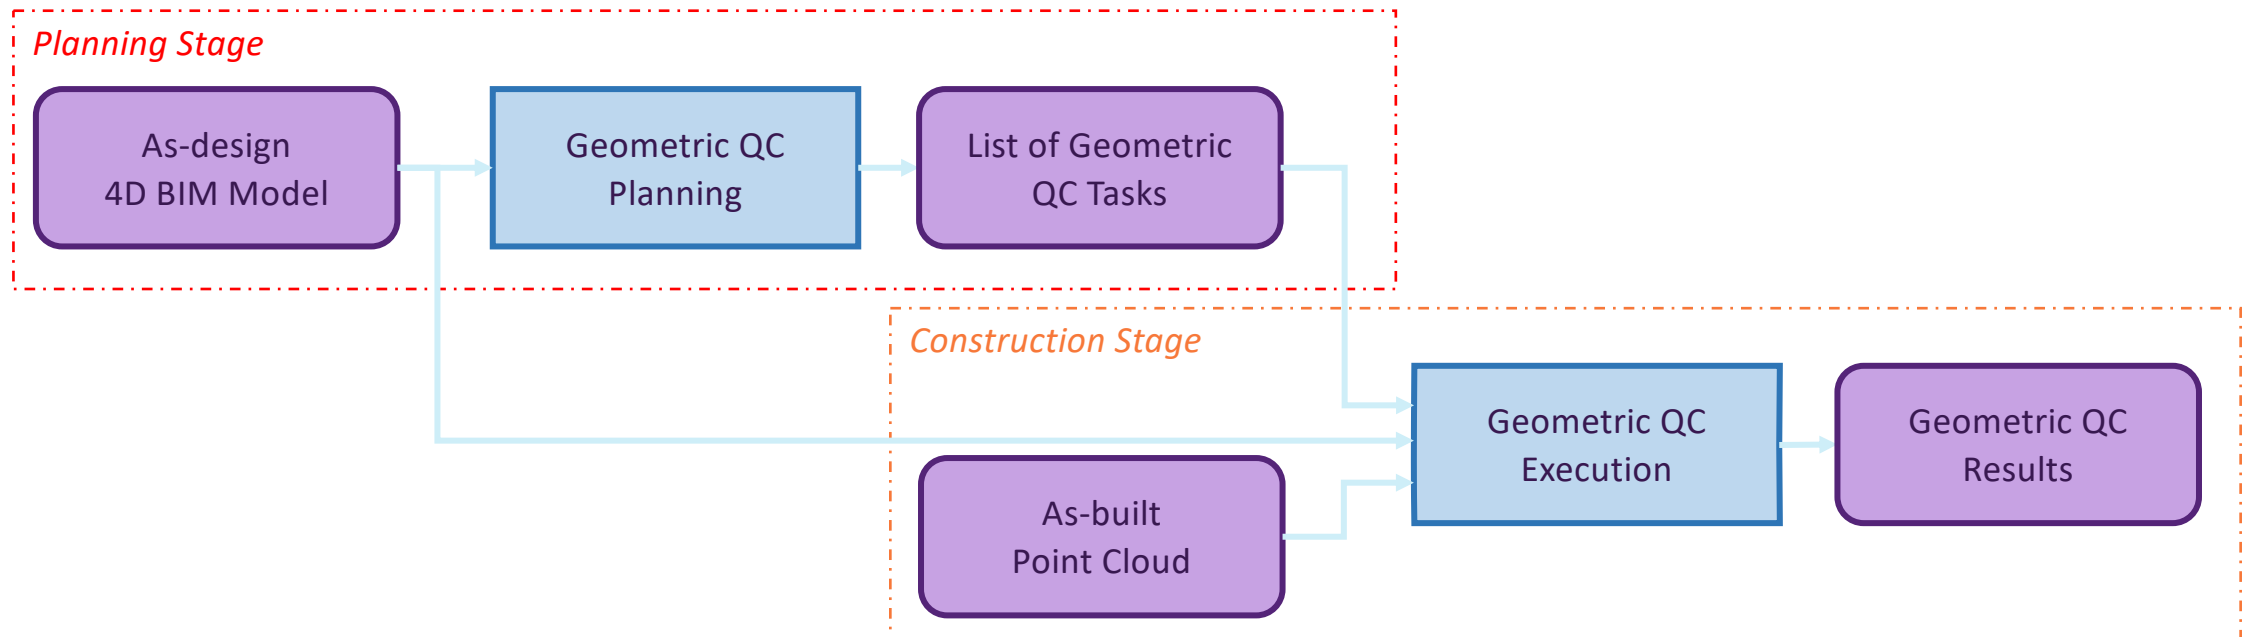 Planning Stage
As-design
4D BIM Model
Geometric QC
Planning
List of Geometric
QC Tasks
Construction Stage
Geometric QC
Execution
Geometric QC
Results
As-built
Point Cloud